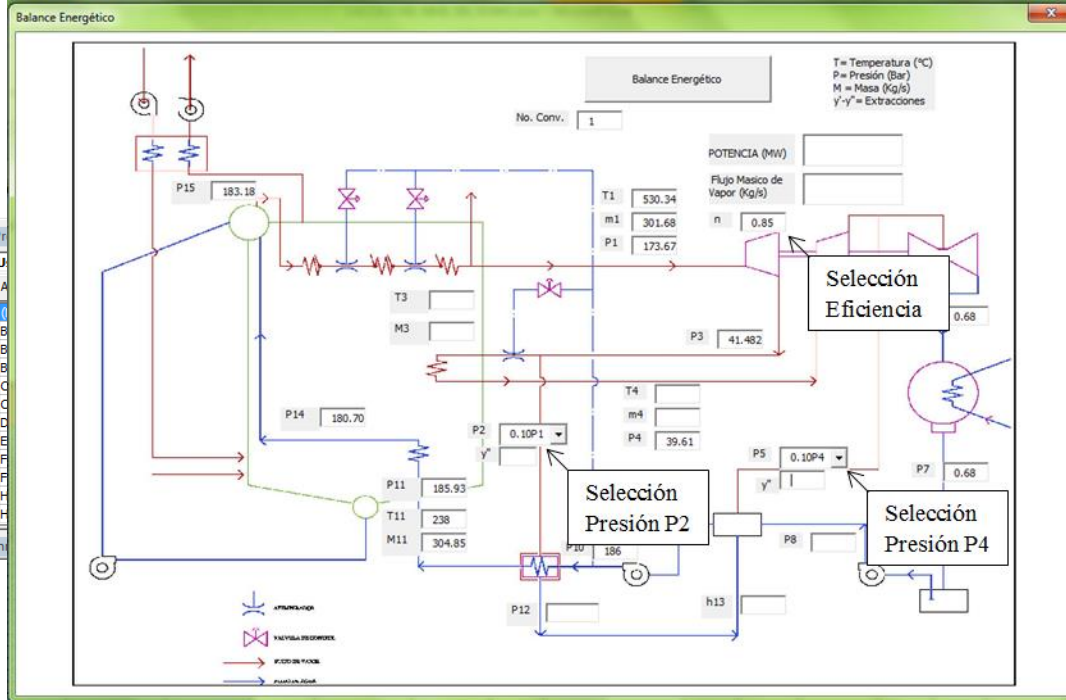 Balance Energético
Balance Energético
T= Temperatura (ºC)
P= Presión (Bar)
M = Masa (Kg/s)
y'-y"= Extracciones
No. Conv.
1
POTENCIA (MW)
Flujo Masico de
Vapor (Kg/s)
P15
183.18
T1
530.34
m1
301.68
P1
173.67
n
0.85
Selección
Eficiencia
T3
M3
0.68
P3
41.482
T4
m4
P4
39.61
P14
180.70
P2
0.10P1
y"
P5
0.10P4
y"
P7
0.68
Selección
Presión P2
Selección
Presión P4
P11
185.93
T11
238
M11
304.85
P10
186
P8
P12
h13